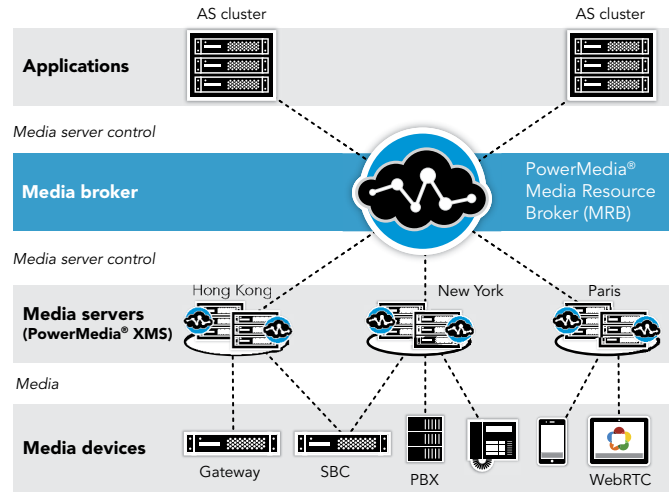 AS cluster
AS cluster
Applications
Media server control
Media broker
PowerMedia®
Media Resource
Broker (MRB)
Media server control
Hong Kong
New York
Paris
Media servers
(PowerMedia® XMS)
Media
Media devices
Gateway
SBC
PBX
WebRTC